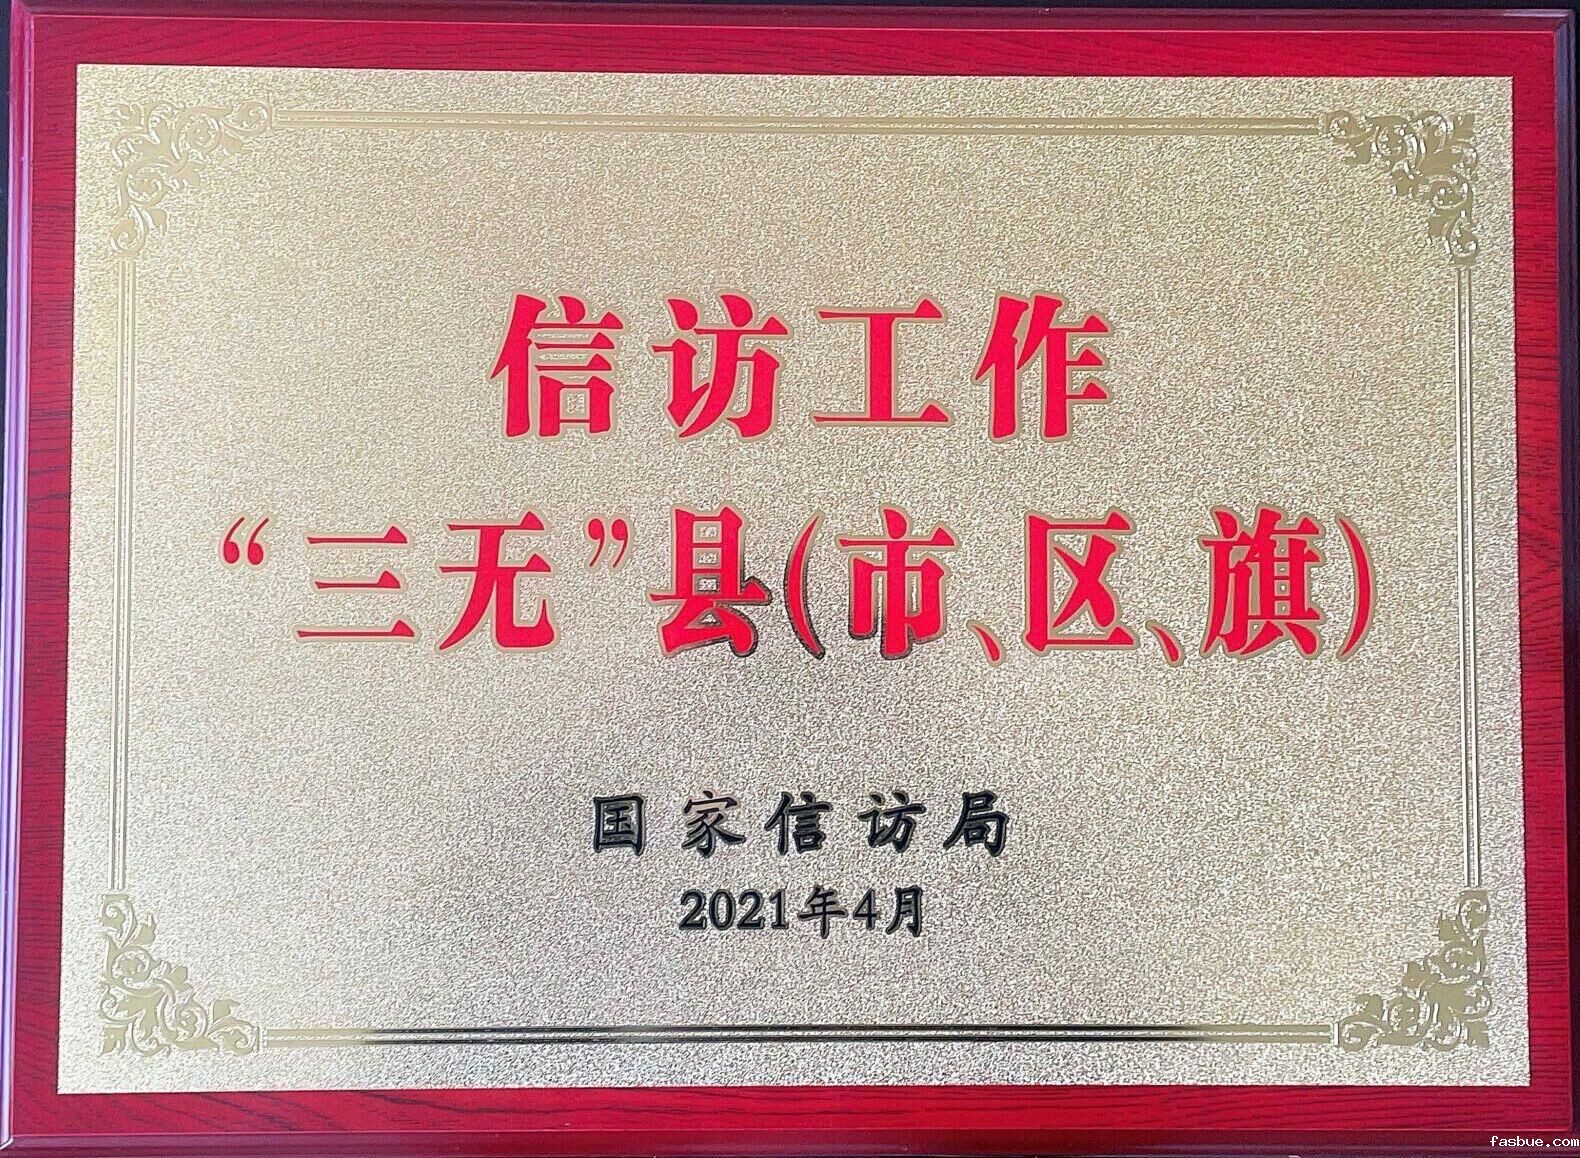 信访工作
“三无”县(市、区、旗)
国家信访局
2021年4月
fasbue.com